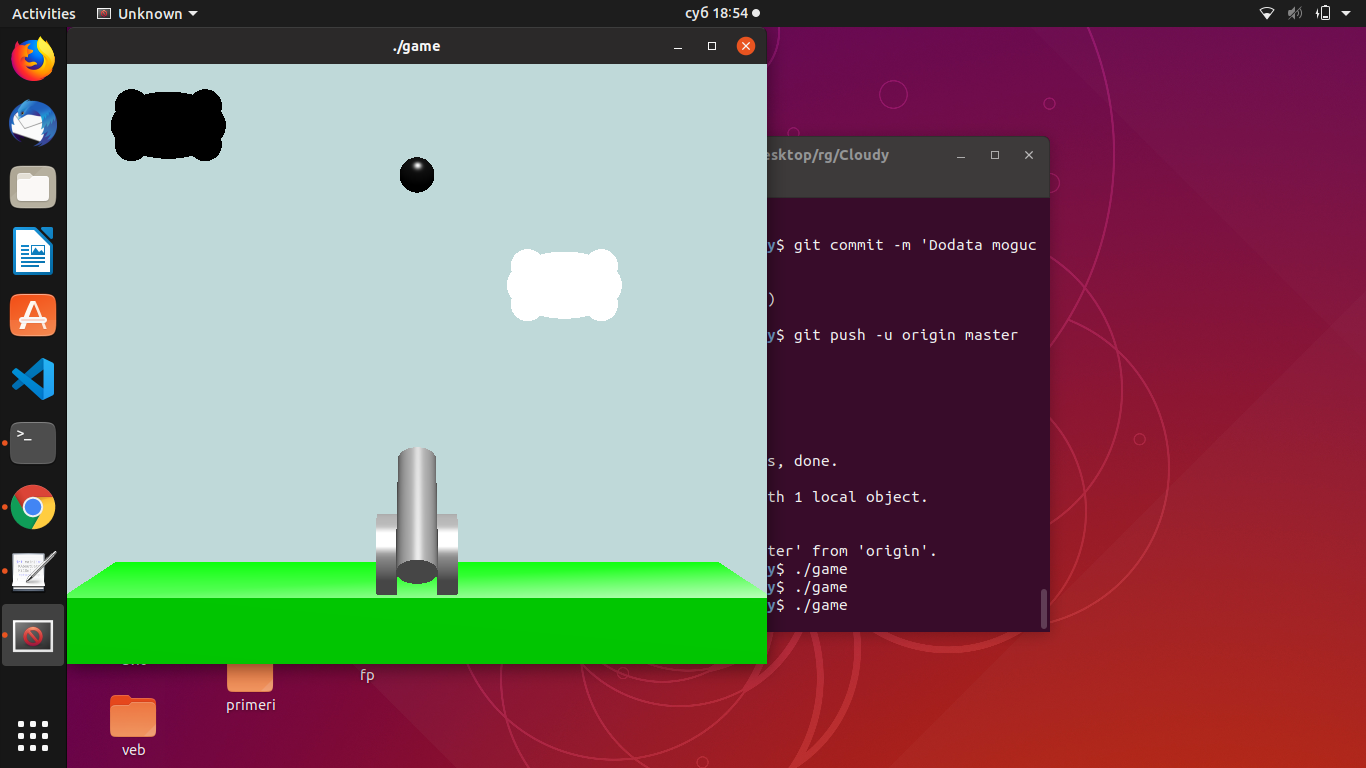 Activities
Unknown
суб 18:54
./game
esktop/rg/Cloudy
y$ git commit -m 'Dodata moguc
)
y$ git push -u origin master
s, done.
th 1 local object.
ter' from 'origin'.
y$ ./game
y$ ./game
y$ ./game
>_
fp
primeri
veb